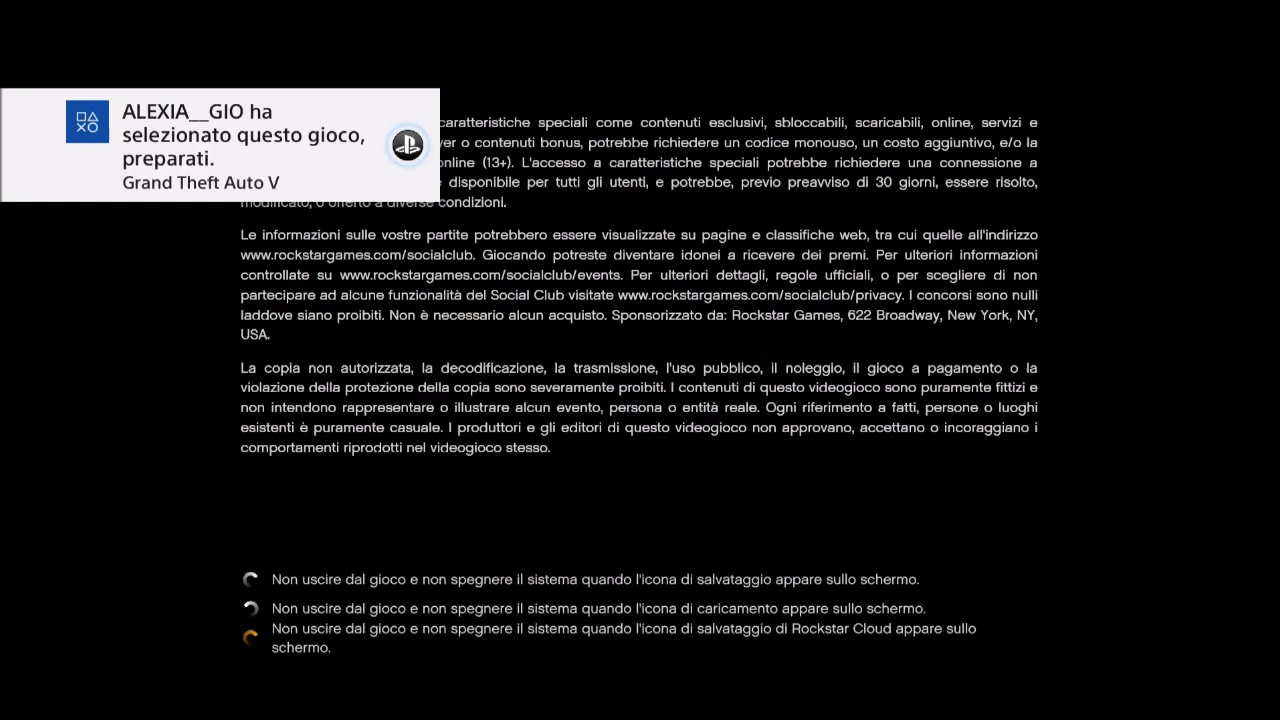 ALEXIA__GIO ha
selezionato questo gioco,
preparati.
Grand Theft Auto V
caratteristiche speciali come contenuti esclusivi, sbloccabili, scaricabili, online, servizi e
o contenuti bonus, potrebbe richiedere un codice monouso, un costo aggiuntivo, e/o la
online (13+). L'accesso a caratteristiche speciali potrebbe richiedere una connessione a
disponibile per tutti gli utenti, e potrebbe, previo preavviso di 30 giorni, essere risolto,
modificato, o offerto a diverse condizioni.
Le informazioni sulle vostre partite potrebbero essere visualizzate su pagine e classifiche web, tra cui quelle all'indirizzo
www.rockstargames.com/socialclub. Giocando potreste diventare idonei a ricevere dei premi. Per ulteriori informazioni
controllate su www.rockstargames.com/socialclub/events. Per ulteriori dettagli, regole ufficiali, o per scegliere di non
partecipare ad alcune funzionalità del Social Club visitate www.rockstargames.com/socialclub/privacy. I concorsi sono nulli
laddove siano proibiti. Non è necessario alcun acquisto. Sponsorizzato da: Rockstar Games, 622 Broadway, New York, NY,
USA.
La copia non autorizzata, la decodificazione, la trasmissione, l'uso pubblico, il noleggio, il gioco a pagamento o la
violazione della protezione della copia sono severamente proibiti. I contenuti di questo videogioco sono puramente fittizi e
non intendono rappresentare o illustrare alcun evento, persona o entità reale. Ogni riferimento a fatti, persone o luoghi
esistenti è puramente casuale. I produttori e gli editori di questo videogioco non approvano, accettano o incoraggiano i
comportamenti riprodotti nel videogioco stesso.
Non uscire dal gioco e non spegnere il sistema quando l'icona di salvataggio appare sullo schermo.
Non uscire dal gioco e non spegnere il sistema quando l'icona di caricamento appare sullo schermo.
Non uscire dal gioco e non spegnere il sistema quando l'icona di salvataggio di Rockstar Cloud appare sullo
schermo.